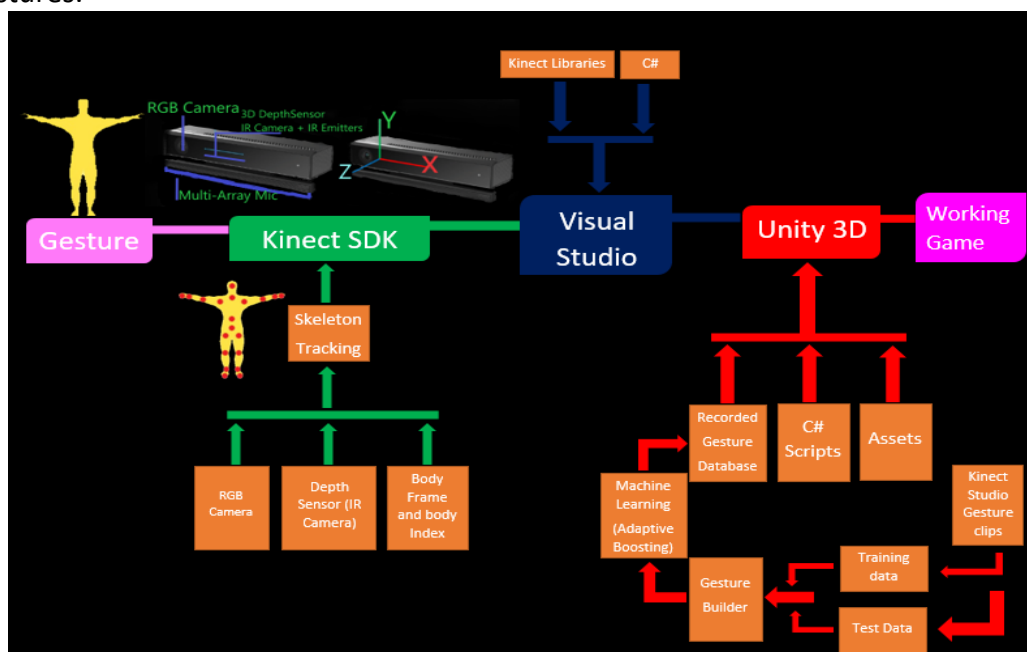 tures.
Kinect Libraries
C#
RGB Camera
3D DepthSensor
IR Camera + IR Emitters
Y
X
Z
Multi-Array Mic
Gesture
Kinect SDK
Visual
Studio
Unity 3D
Working
Game
Skeleton
Tracking
RGB
Camera
Depth
Sensor (IR
Camera)
Body
Frame
and body
Index
Recorded
Gesture
Database
C#
Scripts
Assets
Machine
Learning
(Adaptive
Boosting)
Kinect
Studio
Gesture
clips
Gesture
Builder
Training
data
Test Data